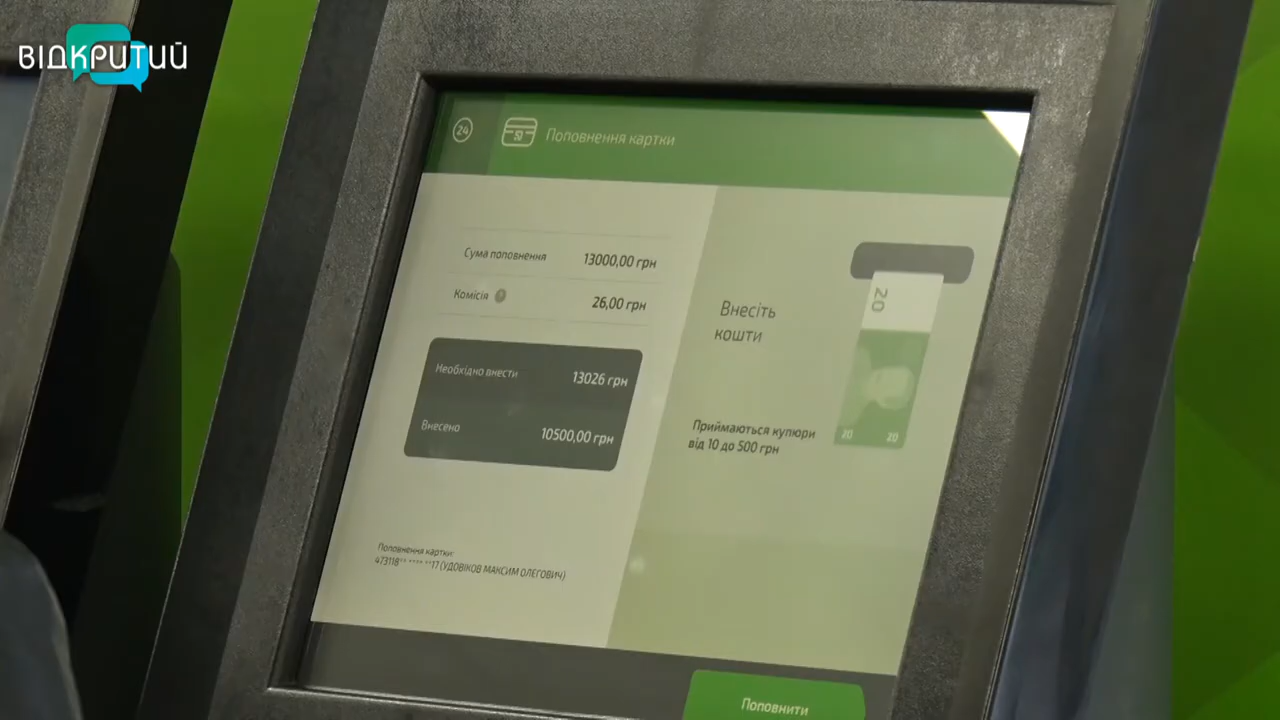 ВІДКРИТИЙ
24
Поповнення картки
Сума поповнення 13000,00 грн
Комісія 26,00 грн
Необхідно внести 13026 грн
Внесено 10500,00 грн
Внесіть
кошти
20
20 20
Приймаються купюри
від 10 до 500 грн
Поповнення картки:
473118** **** **17 (УДОВІКОВ МАКСИМ ОЛЕГОВИЧ)
Поповнити